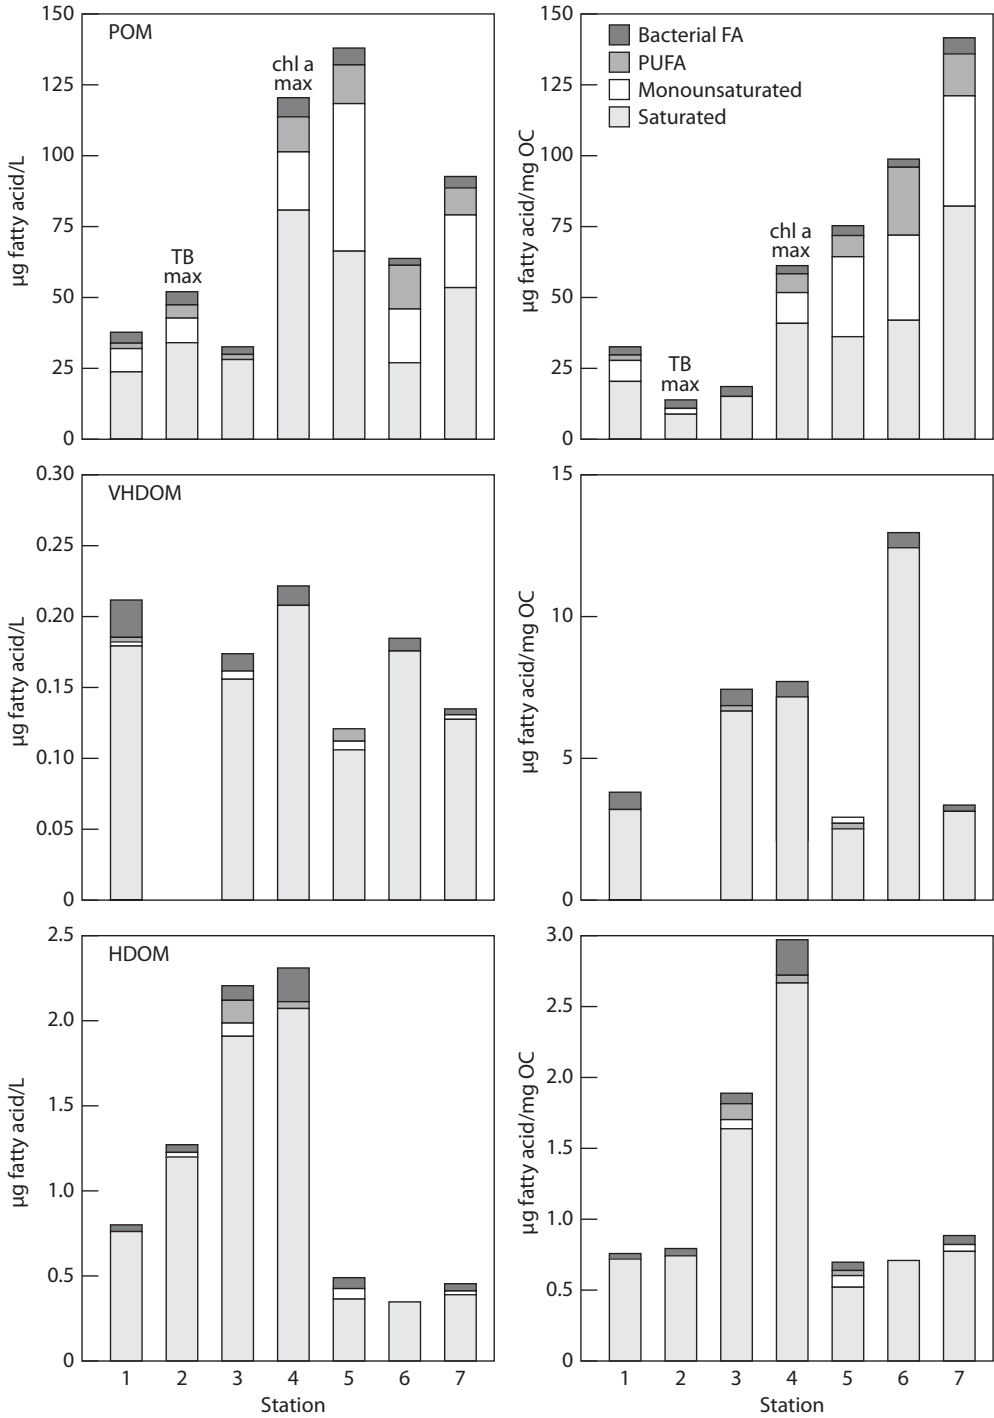 150
125
100
75
50
25
0
µg fatty acid/L
POM
TB
max
chl a
max
150
125
100
75
50
25
0
µg fatty acid/mg OC
Bacterial FA
PUFA
Monounsaturated
Saturated
TB
max
chl a
max
0.30
0.25
0.20
0.15
0.10
0.05
0
µg fatty acid/L
VHDOM
15
10
5
0
µg fatty acid/mg OC
2.5
2.0
1.5
1.0
0.5
0
µg fatty acid/L
HDOM
1 2 3 4 5 6 7
Station
3.0
2.5
2.0
1.5
1.0
0.5
0
µg fatty acid/mg OC
1 2 3 4 5 6 7
Station